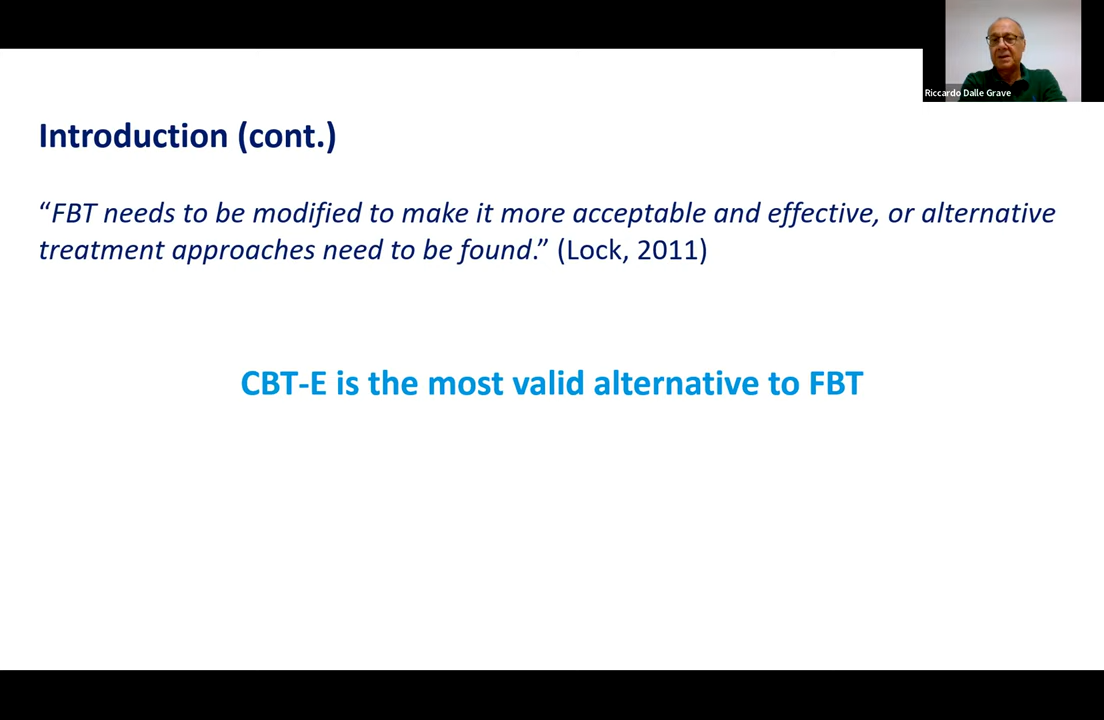 Riccardo Dalle Grave
Introduction (cont.)
“FBT needs to be modified to make it more acceptable and effective, or alternative
treatment approaches need to be found.” (Lock, 2011)
CBT-E is the most valid alternative to FBT